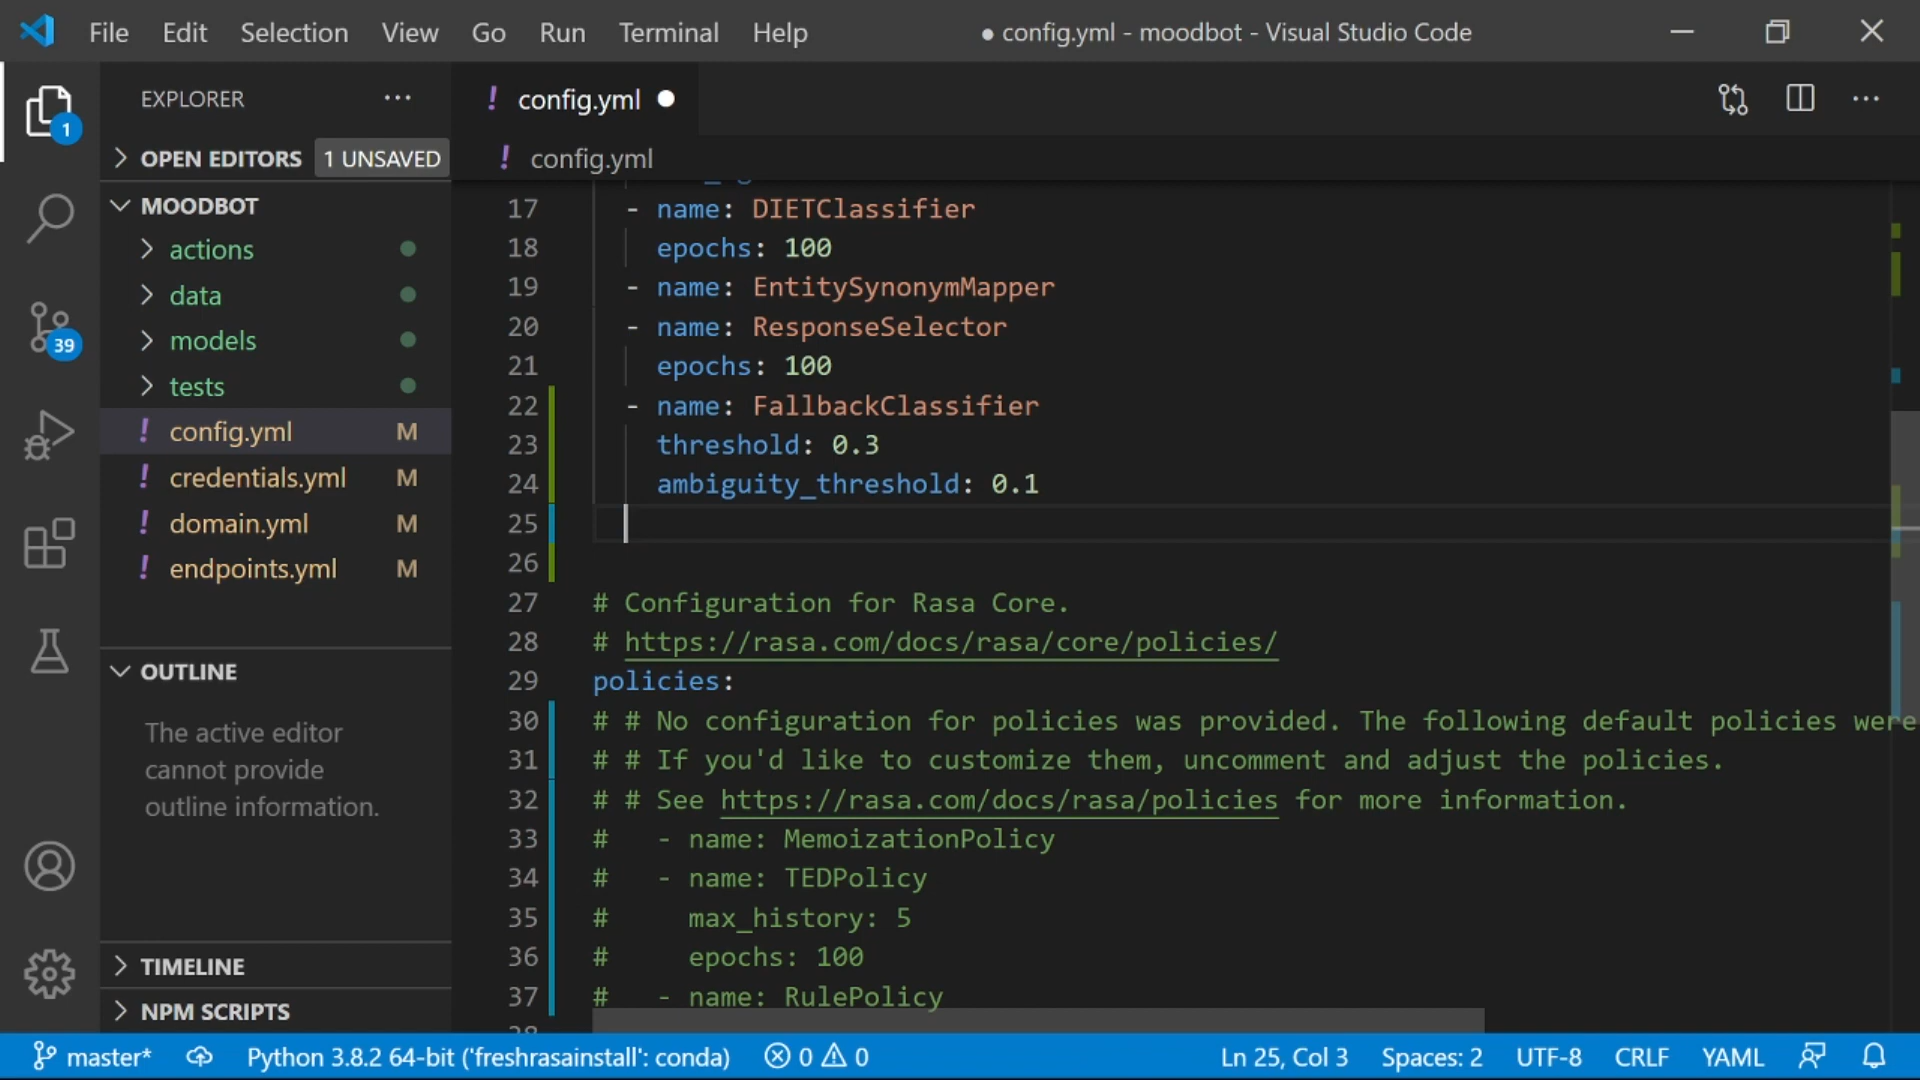 File Edit Selection View Go Run Terminal Help ● config.yml - moodbot - Visual Studio Code
EXPLORER ···
! config.yml ●
OPEN EDITORS 1 UNSAVED
! config.yml
MOODBOT
actions
data
models
tests
! config.yml M
! credentials.yml M
! domain.yml M
! endpoints.yml M
OUTLINE
The active editor
cannot provide
outline information.
TIMELINE
NPM SCRIPTS
1
39
17 - name: DIETClassifier
18 epochs: 100
19 - name: EntitySynonymMapper
20 - name: ResponseSelector
21 epochs: 100
22 - name: FallbackClassifier
23 threshold: 0.3
24 ambiguity_threshold: 0.1
25
26
27 # Configuration for Rasa Core.
28 # https://rasa.com/docs/rasa/core/policies/
29 policies:
30 # # No configuration for policies was provided. The following default policies were
31 # # If you'd like to customize them, uncomment and adjust the policies.
32 # # See https://rasa.com/docs/rasa/policies for more information.
33 #   - name: MemoizationPolicy
34 #   - name: TEDPolicy
35 #     max_history: 5
36 #     epochs: 100
37 #   - name: RulePolicy
master* Python 3.8.2 64-bit ('freshrasainstall': conda) 0 0 Ln 25, Col 3 Spaces: 2 UTF-8 CRLF YAML